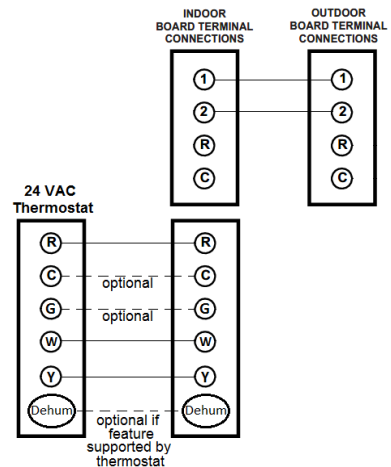 INDOOR
BOARD TERMINAL
CONNECTIONS
OUTDOOR
BOARD TERMINAL
CONNECTIONS
1 1
2 2
R R
C C
24 VAC
Thermostat
R R
C optional C
G optional G
W W
Y Y
Dehum Dehum
optional if
feature
supported by
thermostat